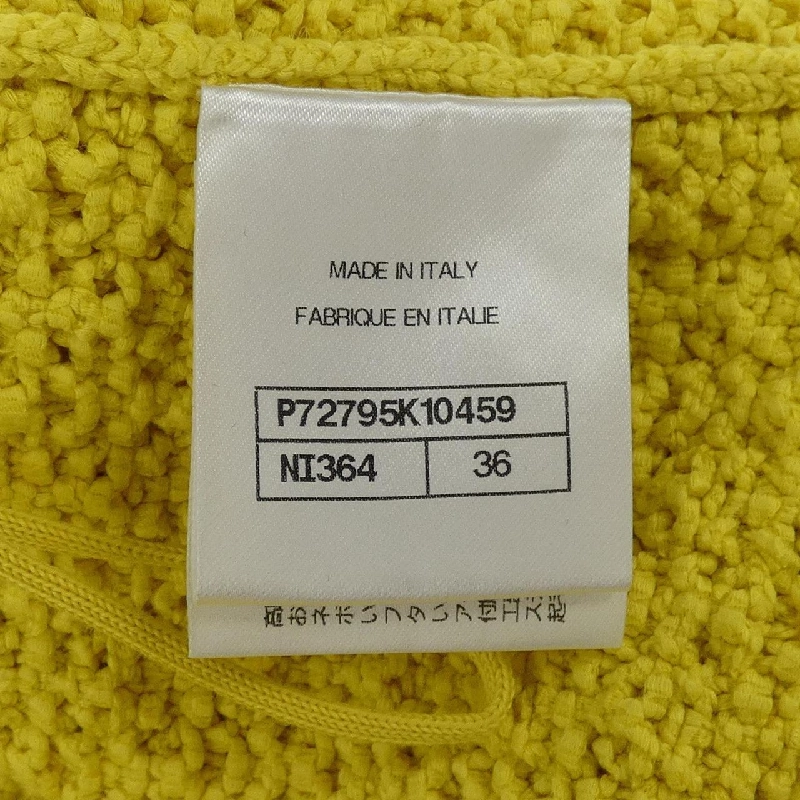 MADE IN ITALY
FABRIQUE EN ITALIE
P72795K10459
NI364 36